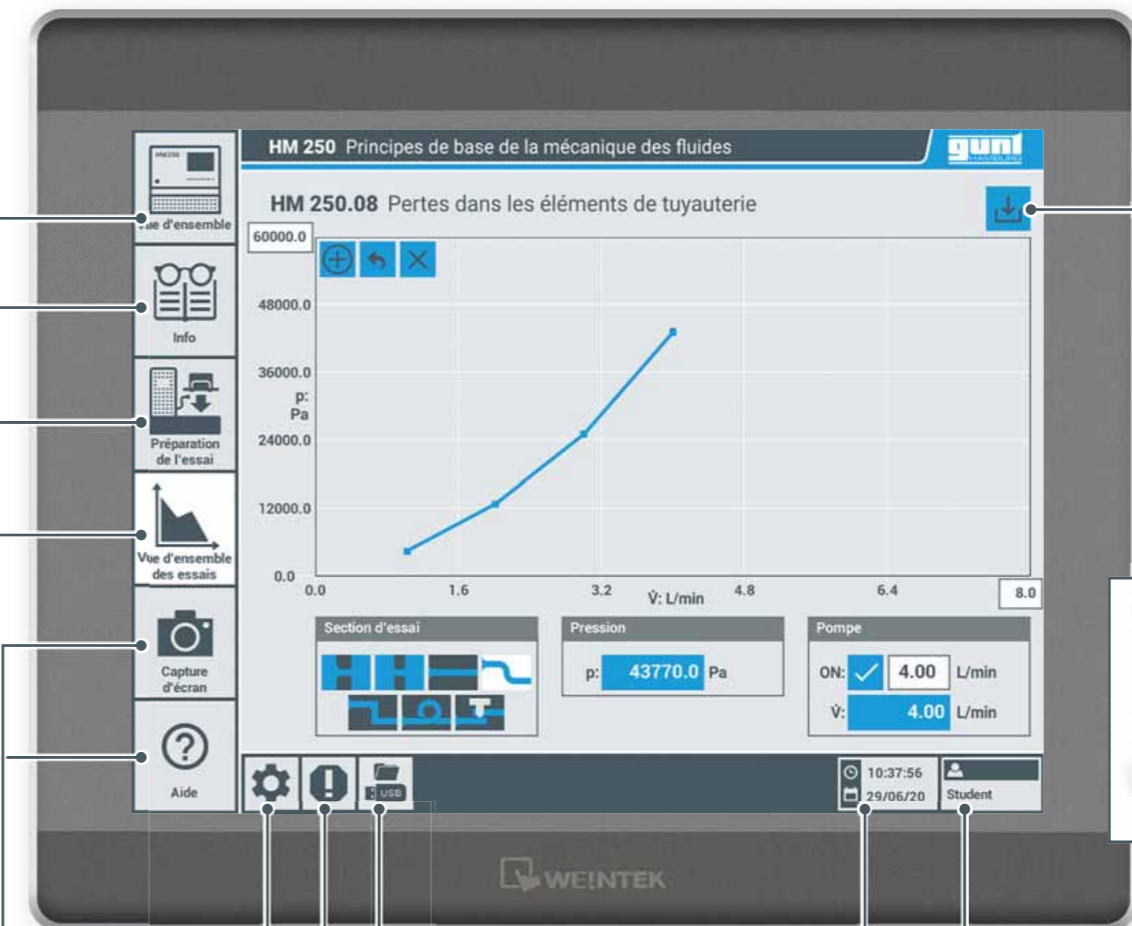 HM 250 Principes de base de la mécanique des fluides
gunt
HAMBURG
HM250
Vue d'ensemble
Info
Préparation
de l'essai
Vue d'ensemble
des essais
Capture
d'écran
Aide
HM 250.08 Pertes dans les éléments de tuyauterie
60000.0
48000.0
36000.0
p:
Pa
24000.0
12000.0
0.0
0.0
1.6
3.2
V̇: L/min
4.8
6.4
8.0
Section d'essai
Pression
p: 43770.0 Pa
Pompe
ON: 4.00 L/min
V̇: 4.00 L/min
USB
10:37:56
29/06/20
Student
WEINTEK